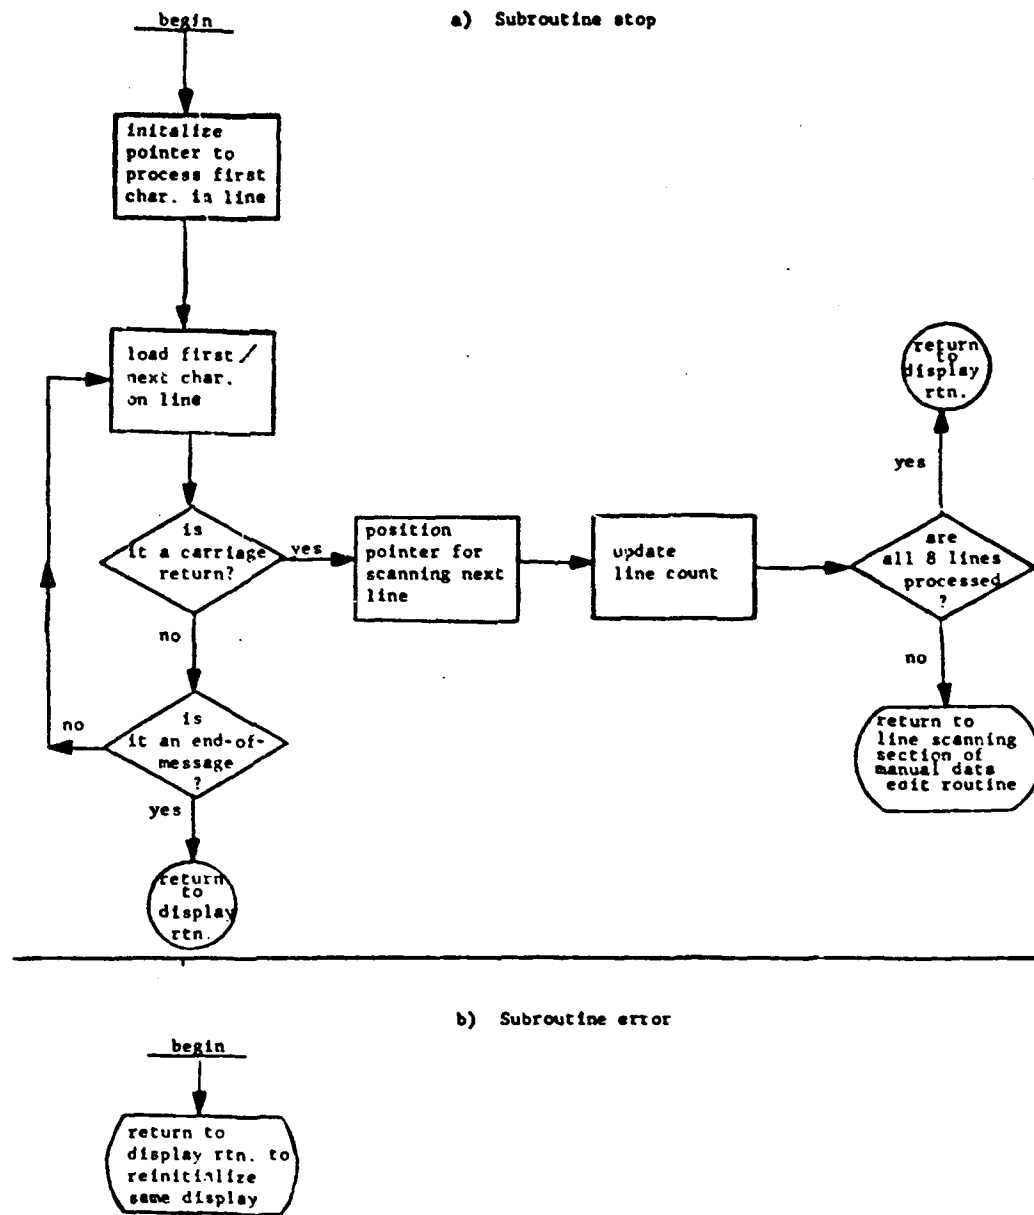 a) Subroutine stop
begin
initalize
pointer to
process first
char. in line
load first /
next char.
on line
is
it a carriage
return?
yes
position
pointer for
scanning next
line
update
line count
are
all 8 lines
processed
?
yes
return
to
display
rtn.
no
return to
line scanning
section of
manual data
edit routine
no
is
it an end-of-
message
?
no
yes
return
to
display
rtn.
b) Subroutine error
begin
return to
display rtn. to
reinitialize
same display